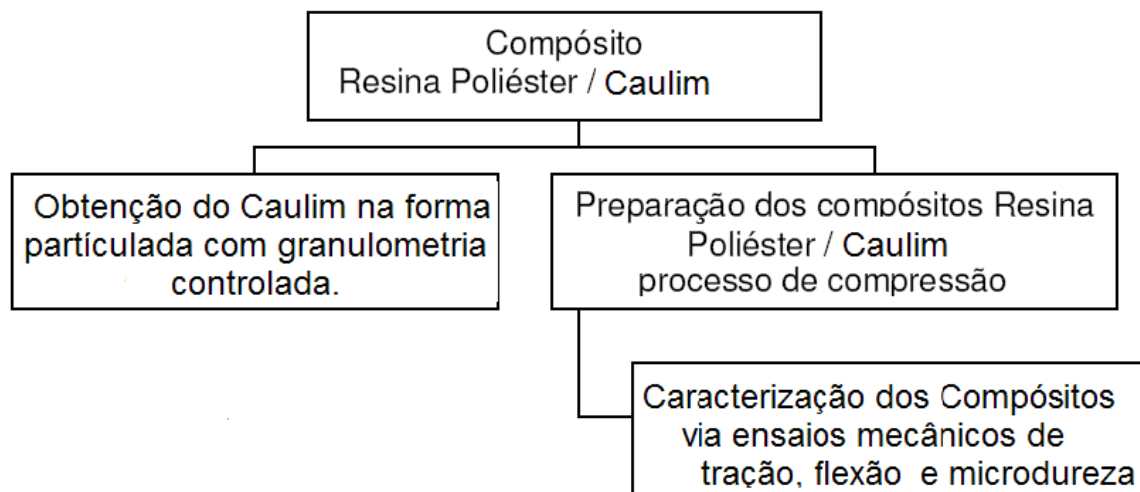 Compósito
Resina Poliéster / Caulim
Obtenção do Caulim na forma
partículada com granulometria
controlada.
Preparação dos compósitos Resina
Poliéster / Caulim
processo de compressão
Caracterização dos Compósitos
via ensaios mecânicos de
tração, flexão e microdureza